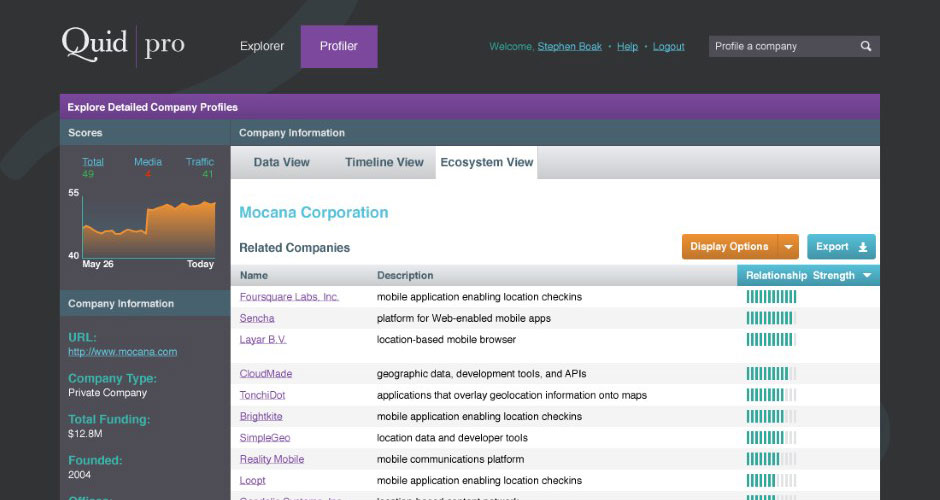 Quid pro
Explorer
Profiler
Welcome, Stephen Boak • Help • Logout
Profile a company
Explore Detailed Company Profiles
Scores
Total
Media
Traffic
49
4
41
55
40
May 26
Today
Company Information
URL:
http://www.mocana.com
Company Type:
Private Company
Total Funding:
$12.8M
Founded:
2004
Company Information
Data View
Timeline View
Ecosystem View
Mocana Corporation
Related Companies
Display Options
Export
Name Description Relationship Strength
Foursquare Labs, Inc. mobile application enabling location checkins
Sencha platform for Web-enabled mobile apps
Layar B.V. location-based mobile browser
CloudMade geographic data, development tools, and APIs
TonchiDot applications that overlay geolocation information onto maps
Brightkite mobile application enabling location checkins
SimpleGeo location data and developer tools
Reality Mobile mobile communications platform
Loopt mobile application enabling location checkins